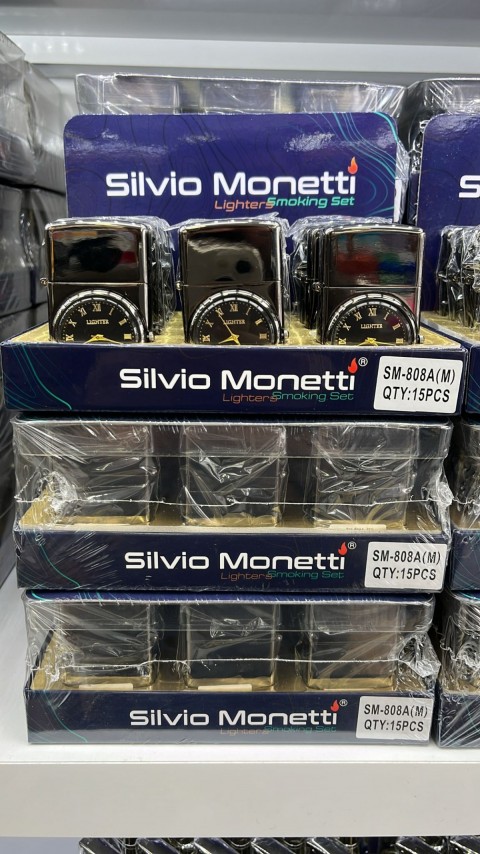 Silvio Monetti
Lighters Smoking Set
S
LIGHTER
LIGHTER
LIGHTER
Silvio Monetti®
Lighters Smoking Set
SM-808A(M)
QTY:15PCS
Silvio Monetti®
Lighters Smoking Set
SM-808A(M)
QTY:15PCS
Silvio Monetti®
Lighters Smoking Set
SM-808A(M)
QTY:15PCS